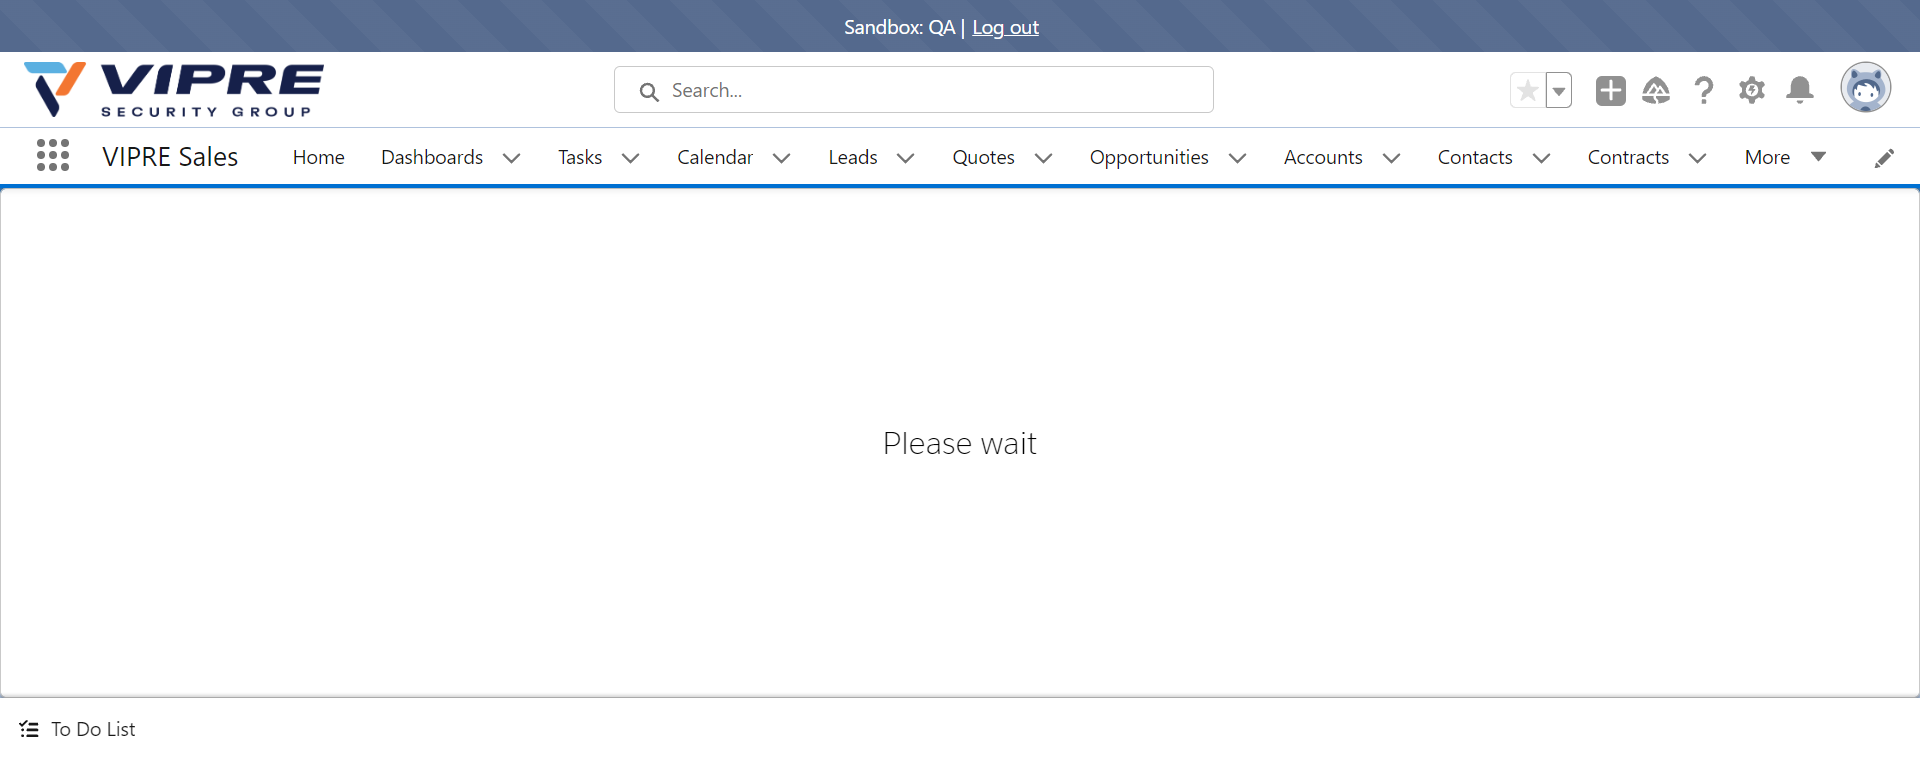 Sandbox: QA | Log out
VIPRE
SECURITY GROUP
Search...
VIPRE Sales Home Dashboards Tasks Calendar Leads Quotes Opportunities Accounts Contacts Contracts More
Please wait
To Do List